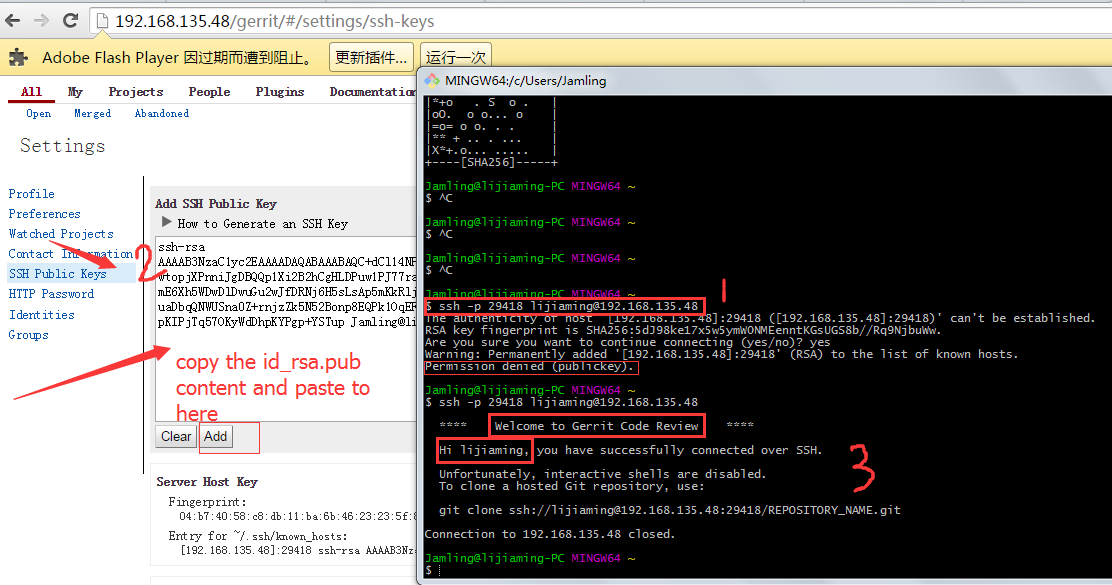 192.168.135.48/gerrit/#/settings/ssh-keys
Adobe Flash Player 因过期而遭到阻止。 更新插件... 运行一次
All My Projects People Plugins Documentation
Open Merged Abandoned
Settings
Profile
Preferences
Watched Projects
Contact Information
SSH Public Keys
HTTP Password
Identities
Groups
2
Add SSH Public Key
How to Generate an SSH Key
ssh-rsa
copy the id_rsa.pub
content and paste to
here
Clear Add
Server Host Key
Fingerprint:
04:b7:40:58:c8:db:11:ba:6b:46:23:23:5f:8
Entry for ~/.ssh/known_hosts:
[192.168.135.48]:29418 ssh-rsa AAAAB3Nz
MINGW64:/c/Users/Jamling
|*+o   . S  o .   |
|oO.  o o... o    |
|=o= o o. . .     |
|** + .. . ...    |
|X*+.o... .....   |
+----[SHA256]-----+
Jamling@lijiaming-PC MINGW64 ~
$ ^C
Jamling@lijiaming-PC MINGW64 ~
$ ^C
Jamling@lijiaming-PC MINGW64 ~
$ ^C
Jamling@lijiaming-PC MINGW64 ~
$ ssh -p 29418 lijiaming@192.168.135.48
1
The authenticity of host '[192.168.135.48]:29418 ([192.168.135.48]:29418)' can't be established.
RSA key fingerprint is SHA256:5dJ98ke17x5w5ymWONMEenntKGsUGS8b//Rq9NjbuWw.
Are you sure you want to continue connecting (yes/no)? yes
Warning: Permanently added '[192.168.135.48]:29418' (RSA) to the list of known hosts.
Permission denied (publickey).
Jamling@lijiaming-PC MINGW64 ~
$ ssh -p 29418 lijiaming@192.168.135.48
**** Welcome to Gerrit Code Review ****
Hi lijiaming, you have successfully connected over SSH.
3
Unfortunately, interactive shells are disabled.
To clone a hosted Git repository, use:
git clone ssh://lijiaming@192.168.135.48:29418/REPOSITORY_NAME.git
Connection to 192.168.135.48 closed.
Jamling@lijiaming-PC MINGW64 ~
$